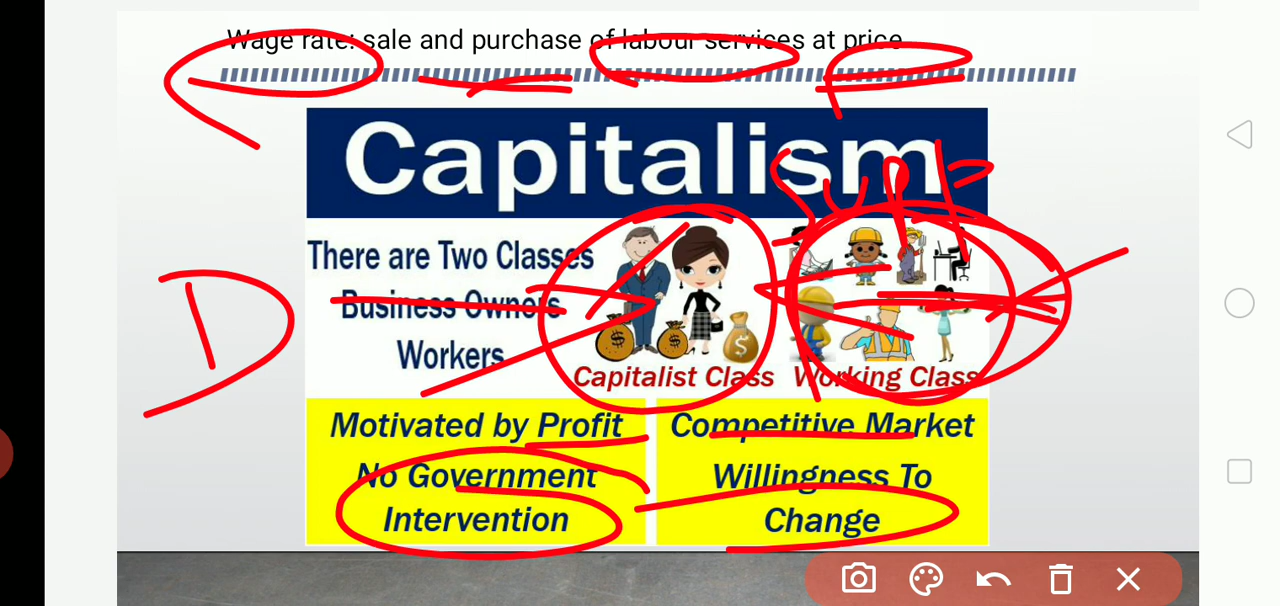 Wage rate: sale and purchase of labour services at price
Capitalism
There are Two Classes
Business Owners
Workers
Capitalist Class
Working Class
Motivated by Profit
No Government
Intervention
Competitive Market
Willingness To
Change
D